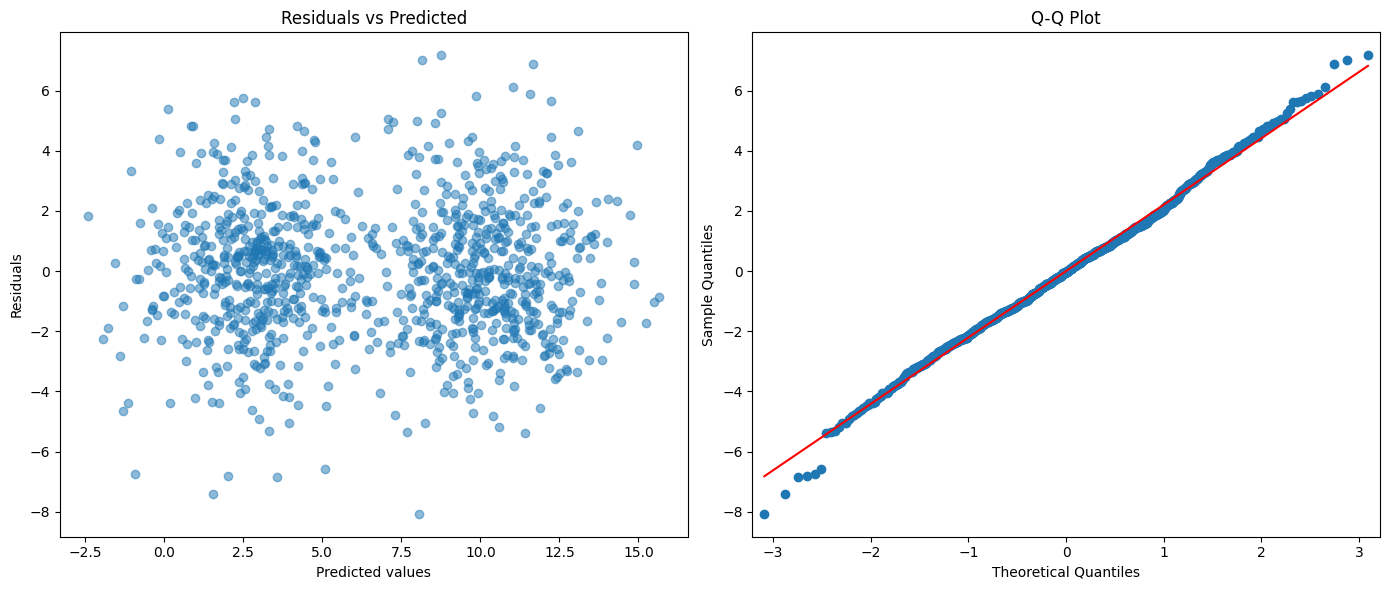 Residuals vs Predicted
Residuals
6
4
2
0
−2
−4
−6
−8
−2.5 0.0 2.5 5.0 7.5 10.0 12.5 15.0
Predicted values
Q-Q Plot
Sample Quantiles
6
4
2
0
−2
−4
−6
−8
−3 −2 −1 0 1 2 3
Theoretical Quantiles